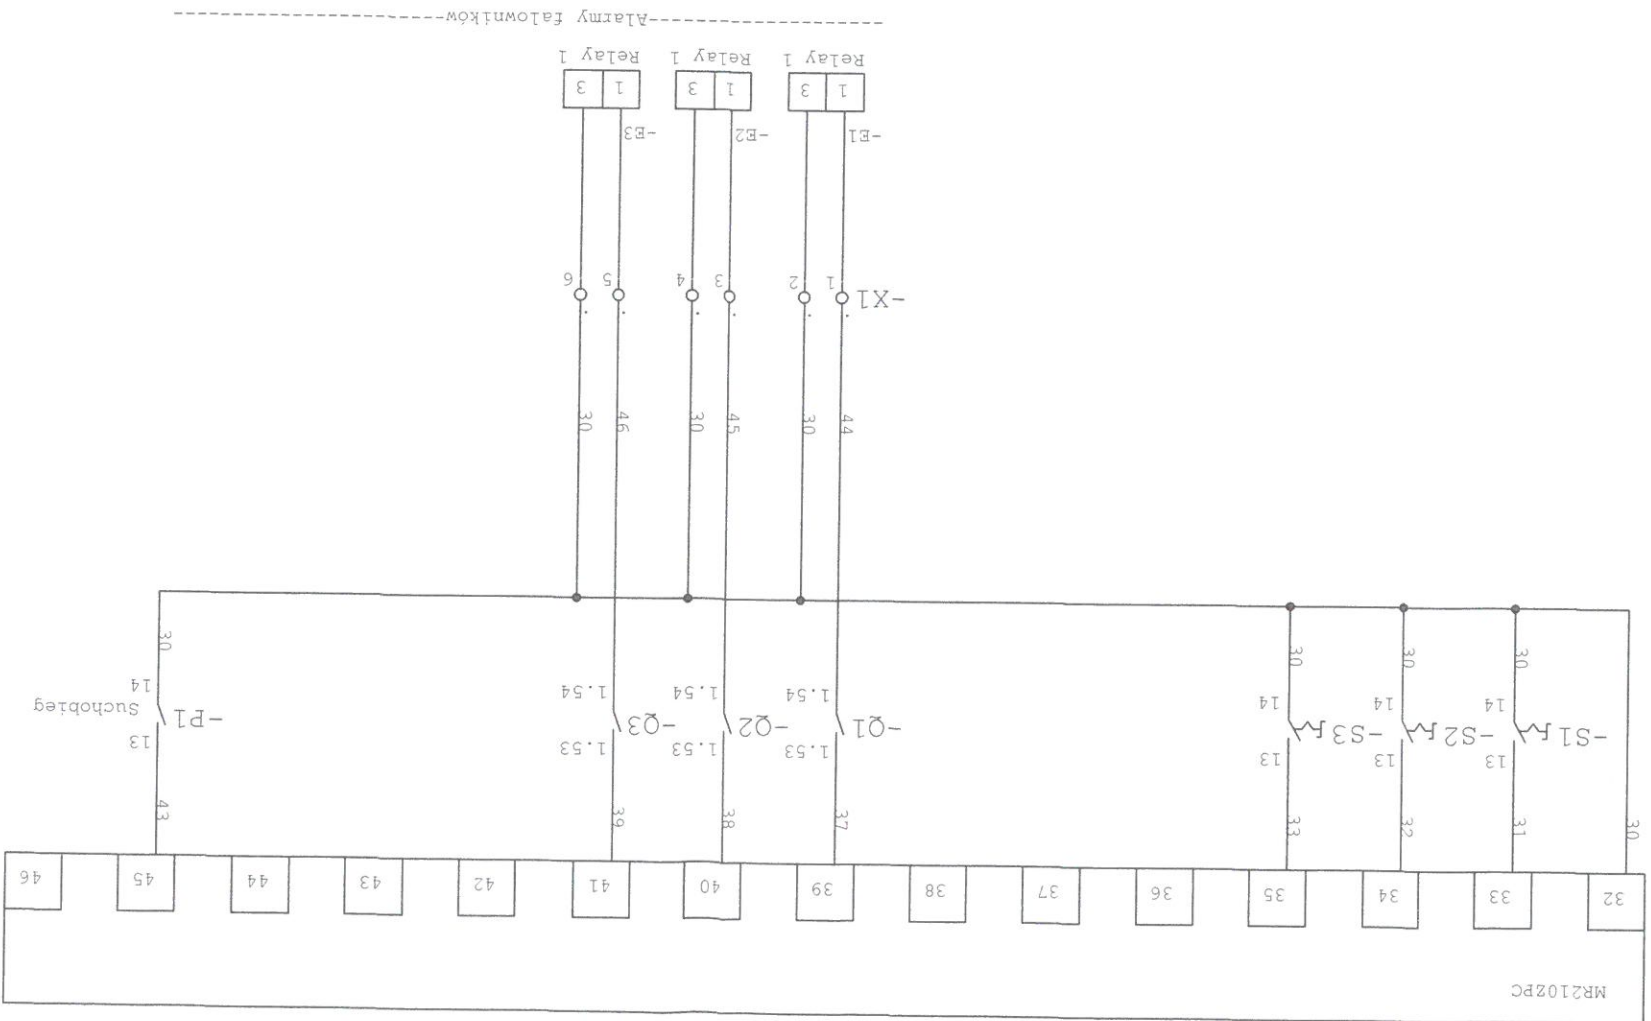 MR210ZPC
32 33 34 35 36 37 38 39 40 41 42 43 44 45 46
30 31 32 33 37 38 39 43
13 13 13 1.53 1.53 1.53 13
-S1 -S2 -S3 -Q1 -Q2 -Q3 -P1 Suchobieg
14 14 14 1.54 1.54 1.54 14
30 30 30 30
44 30 45 30 46 30
-X1 1 2 3 4 5 6
-E1 -E2 -E3
1 3 1 3 1 3
Relay 1 Relay 1 Relay 1
--------------------Alarmy falowników-----------------------